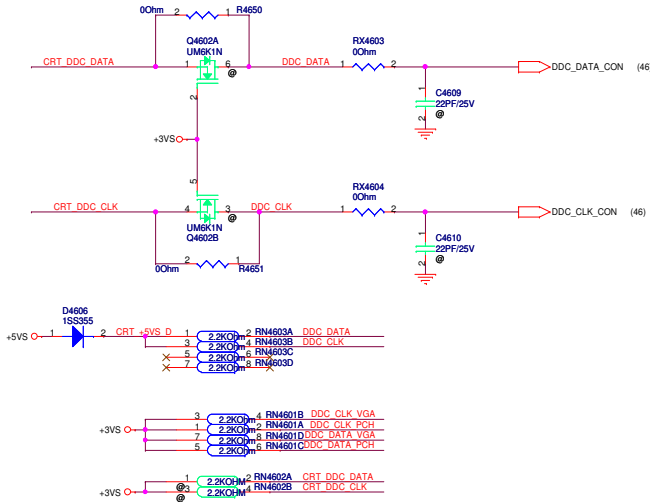 0Ohm 2 1 R4650
Q4602A
UM6K1N
RX4603
0Ohm
CRT_DDC_DATA 1 6 DDC_DATA 1 2 DDC_DATA_CON (46)
@
2
1
C4609
22PF/25V
@
2
+3VS
5
RX4604
0Ohm
CRT_DDC_CLK 4 3 DDC_CLK 1 2 DDC_CLK_CON (46)
@
UM6K1N
Q4602B
1
C4610
22PF/25V
@
2
0Ohm 2 1 R4651
D4606
1SS355
+5VS 1 2 CRT_+5VS_D 1 2.2KOhm 2 RN4603A DDC_DATA
3 2.2KOhm 4 RN4603B DDC_CLK
5 2.2KOhm 6 RN4603C
7 2.2KOhm 8 RN4603D
3 2.2KOhm 4 RN4601B DDC_CLK_VGA
+3VS 1 2.2KOhm 2 RN4601A DDC_CLK_PCH
7 2.2KOhm 8 RN4601D DDC_DATA_VGA
5 2.2KOhm 6 RN4601C DDC_DATA_PCH
1 2.2KOHM 2 RN4602A CRT_DDC_DATA
+3VS @ 3 2.2KOHM 4 RN4602B CRT_DDC_CLK
@